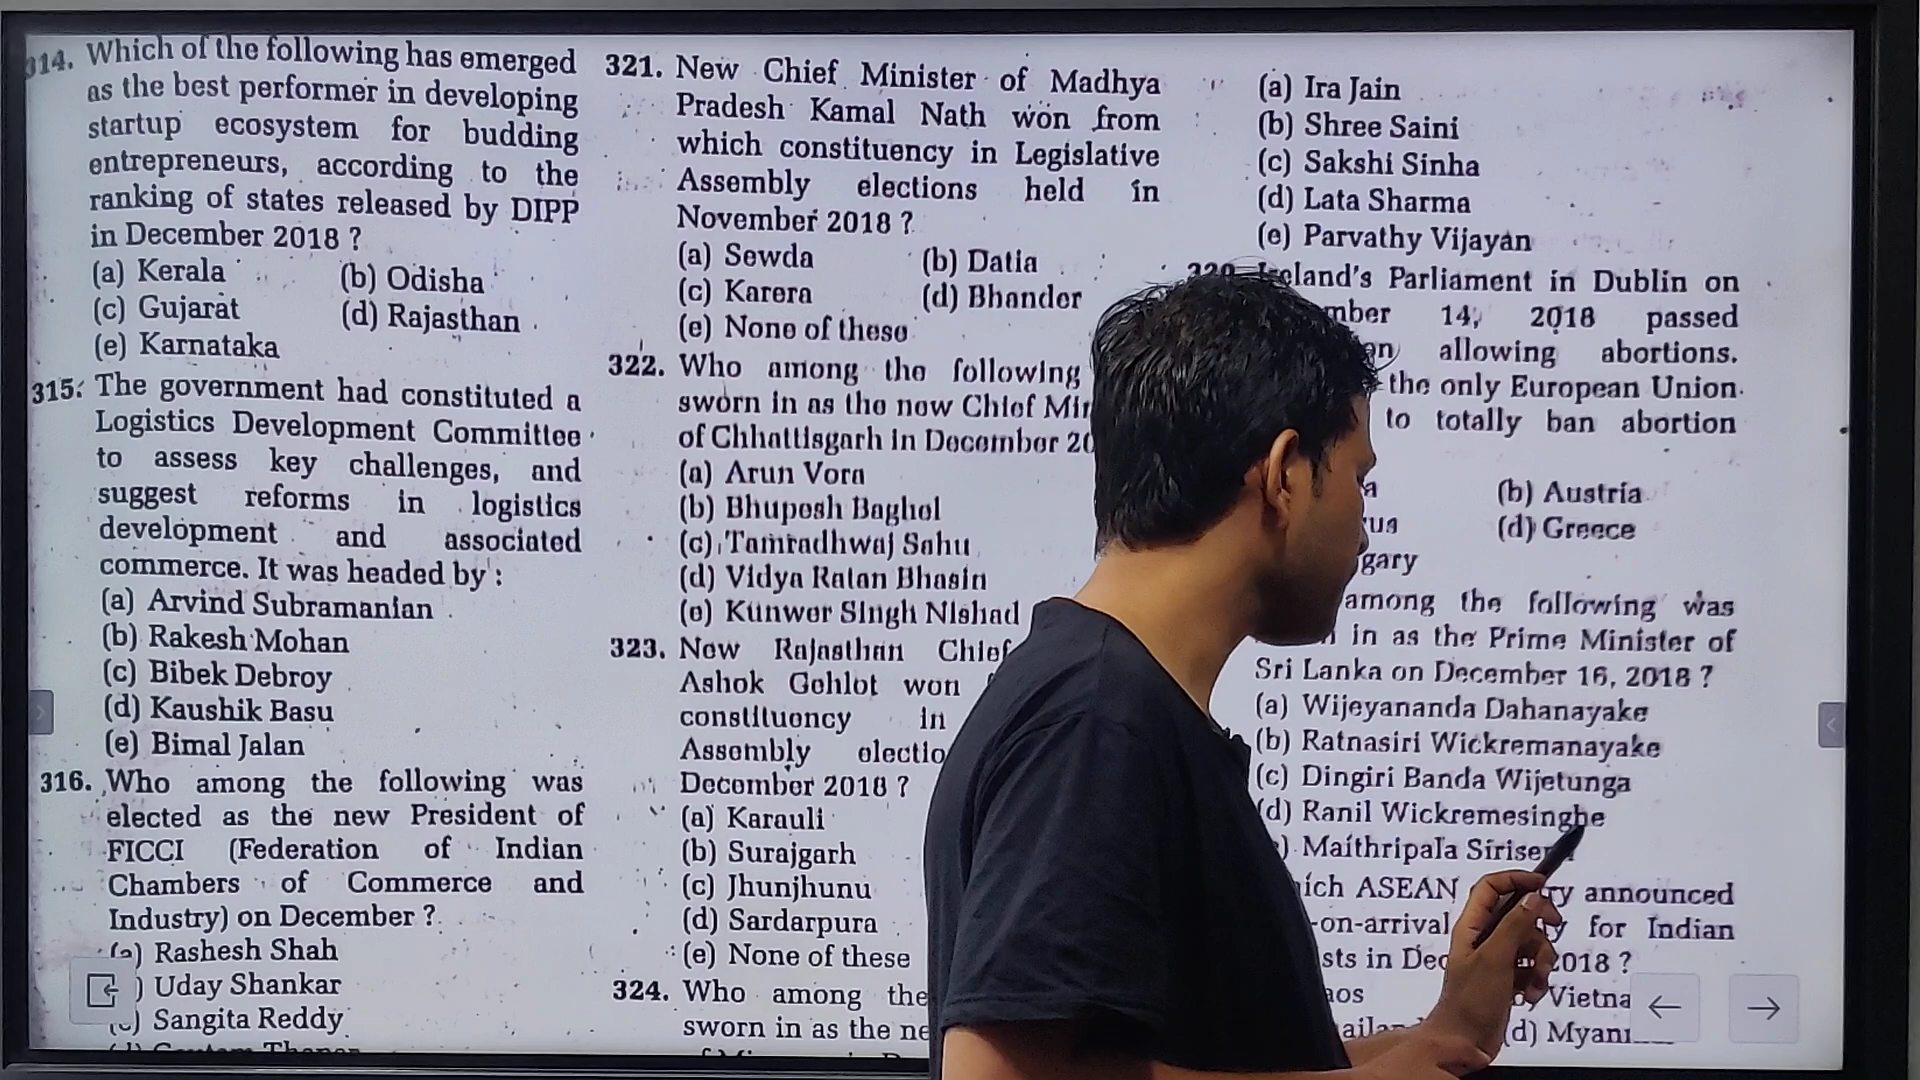 314. Which of the following has emerged
as the best performer in developing
startup ecosystem for budding
entrepreneurs, according to the
ranking of states released by DIPP
in December 2018 ?
(a) Kerala (b) Odisha
(c) Gujarat (d) Rajasthan
(e) Karnataka
315. The government had constituted a
Logistics Development Committee
to assess key challenges, and
suggest reforms in logistics
development and associated
commerce. It was headed by :
(a) Arvind Subramanian
(b) Rakesh Mohan
(c) Bibek Debroy
(d) Kaushik Basu
(e) Bimal Jalan
316. Who among the following was
elected as the new President of
FICCI (Federation of Indian
Chambers of Commerce and
Industry) on December ?
(a) Rashesh Shah
) Uday Shankar
(c) Sangita Reddy
321. New Chief Minister of Madhya
Pradesh Kamal Nath won from
which constituency in Legislative
Assembly elections held in
November 2018 ?
(a) Sewda (b) Datia
(c) Karera (d) Bhander
(e) None of these
322. Who among the following
sworn in as the new Chief
of Chhattisgarh in December
(a) Arun Vora
(b) Bhupesh Baghel
(c) Tamradhwaj Sahu
(d) Vidya Ratan Bhasin
(e) Kunwer Singh Nishad
323. New Rajasthan Chief
Ashok Gehlot won
constituency in
Assembly
December 2018 ?
(a) Karauli
(b) Surajgarh
(c) Jhunjhunu
(d) Sardarpura
(e) None of these
324. Who among the
sworn in as the
(a) Ira Jain
(b) Shree Saini
(c) Sakshi Sinha
(d) Lata Sharma
(e) Parvathy Vijayan
Parliament in Dublin on
14, 2018 passed
allowing abortions.
the only European Union
to totally ban abortion
(b) Austria
(d) Greece
among the following was
in as the Prime Minister of
Sri Lanka on December 16, 2018 ?
(a) Wijeyananda Dahanayake
(b) Ratnasiri Wickremanayake
(c) Dingiri Banda Wijetunga
(d) Ranil Wickremesinghe
Maithripala
ASEAN announced
-on-arrival for Indian
in 2018 ?
(d)